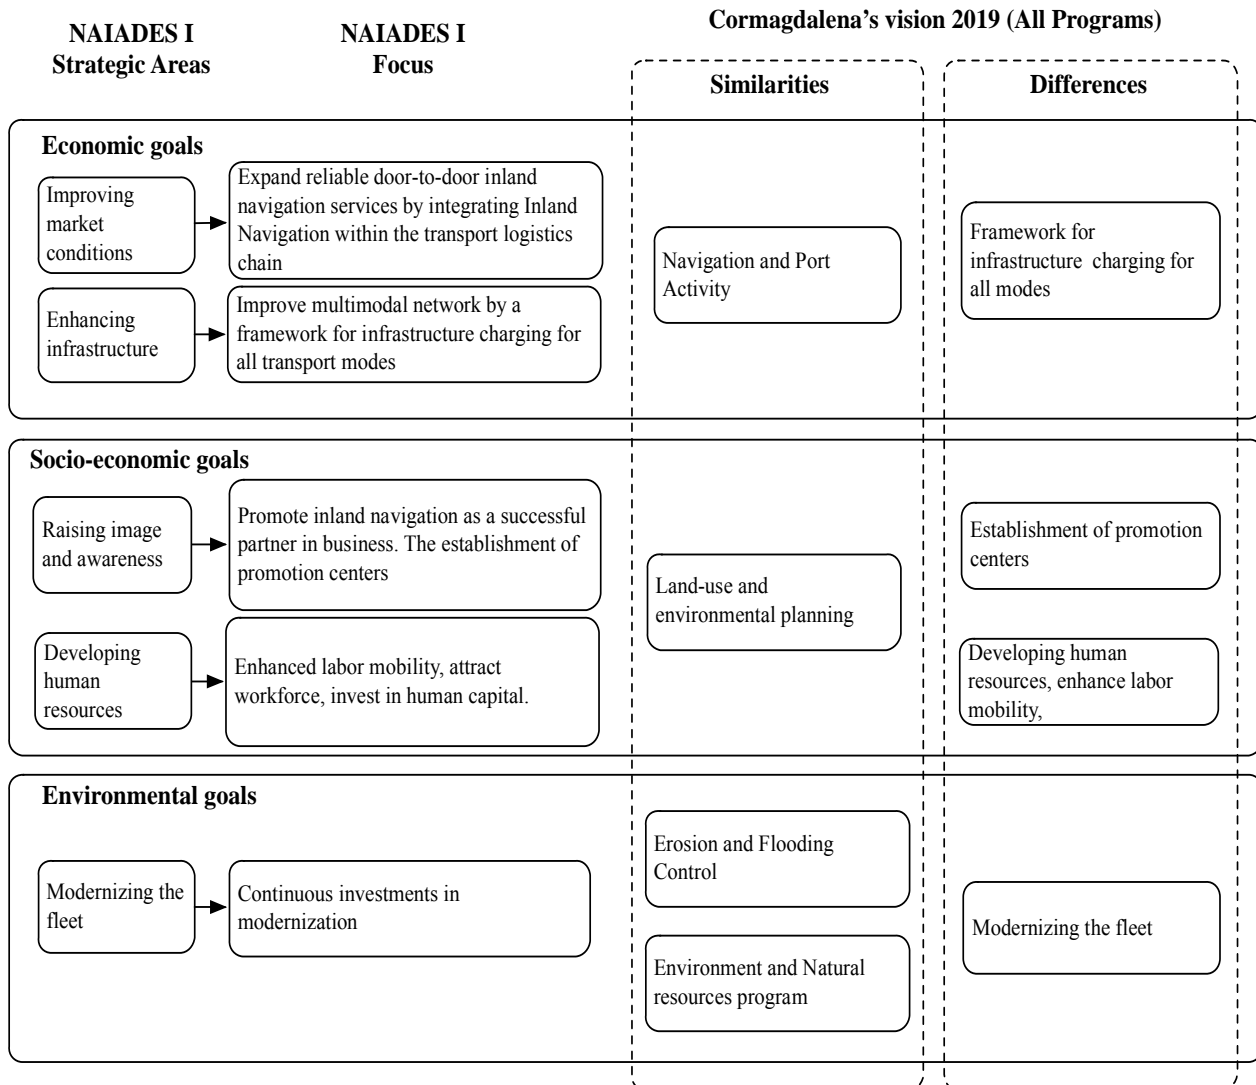 NAIADES I
Strategic Areas
NAIADES I
Focus
Cormagdalena's vision 2019 (All Programs)
Similarities
Differences
Economic goals
Improving
market
conditions
Expand reliable door-to-door inland
navigation services by integrating Inland
Navigation within the transport logistics
chain
Enhancing
infrastructure
Improve multimodal network by a
framework for infrastructure charging for
all transport modes
Navigation and Port
Activity
Framework for
infrastructure charging for
all modes
Socio-economic goals
Raising image
and awareness
Promote inland navigation as a successful
partner in business. The establishment of
promotion centers
Developing
human
resources
Enhanced labor mobility, attract
workforce, invest in human capital.
Land-use and
environmental planning
Establishment of promotion
centers
Developing human
resources, enhance labor
mobility,
Environmental goals
Modernizing the
fleet
Continuous investments in
modernization
Erosion and Flooding
Control
Environment and Natural
resources program
Modernizing the fleet